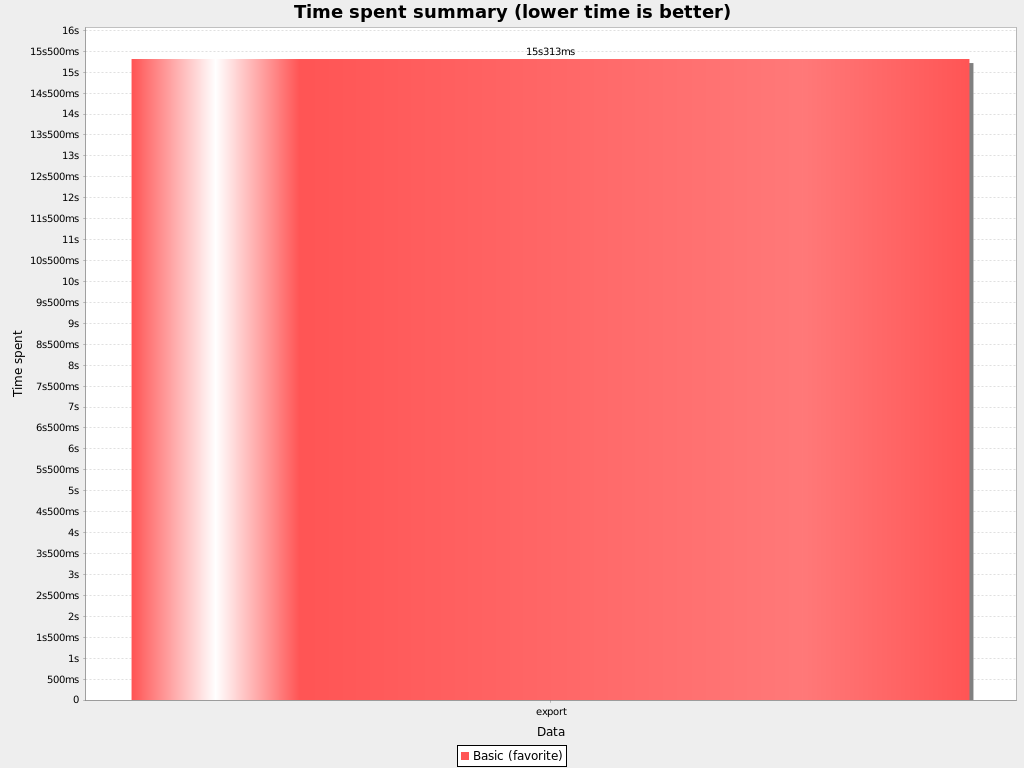 Time spent summary (lower time is better)
16s
15s500ms
15s313ms
15s
14s500ms
14s
13s500ms
13s
12s500ms
12s
11s500ms
11s
10s500ms
10s
9s500ms
9s
8s500ms
8s
7s500ms
7s
6s500ms
6s
5s500ms
5s
4s500ms
4s
3s500ms
3s
2s500ms
2s
1s500ms
1s
500ms
0
Time spent
export
Data
Basic (favorite)